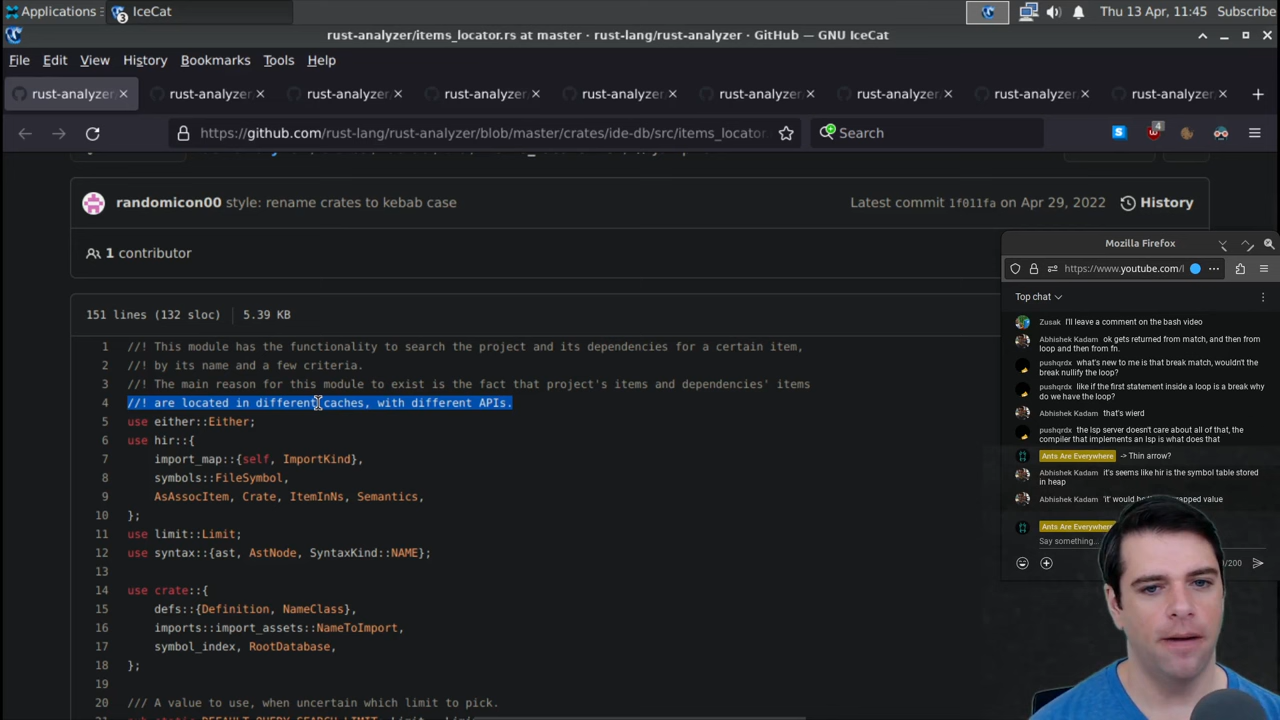 Applications
IceCat
Thu 13 Apr, 11:45
Subscribe
rust-analyzer/items_locator.rs at master · rust-lang/rust-analyzer · GitHub — GNU IceCat
File Edit View History Bookmarks Tools Help
rust-analyzer/ rust-analyzer/ rust-analyzer/ rust-analyzer/ rust-analyzer/ rust-analyzer/ rust-analyzer/ rust-analyzer/ rust-analyzer/
https://github.com/rust-lang/rust-analyzer/blob/master/crates/ide-db/src/items_locator.
Search
4
randomicon00 style: rename crates to kebab case
Latest commit 1f011fa on Apr 29, 2022
History
1 contributor
151 lines (132 sloc) 5.39 KB
1 //! This module has the functionality to search the project and its dependencies for a certain item,
2 //! by its name and a few criteria.
3 //! The main reason for this module to exist is the fact that project's items and dependencies' items
4 //! are located in different caches, with different APIs.
5 use either::Either;
6 use hir::{
7 import_map::{self, ImportKind},
8 symbols::FileSymbol,
9 AsAssocItem, Crate, ItemInNs, Semantics,
10 };
11 use limit::Limit;
12 use syntax::{ast, AstNode, SyntaxKind::NAME};
13
14 use crate::{
15 defs::{Definition, NameClass},
16 imports::import_assets::NameToImport,
17 symbol_index, RootDatabase,
18 };
19
20 /// A value to use, when uncertain which limit to pick.
Mozilla Firefox
https://www.youtube.com/l
Top chat
Zusak I'll leave a comment on the bash video
Abhishek Kadam ok gets returned from match, and then from
loop and then from fn.
pushqrdx what's new to me is that break match, wouldn't the
break nullify the loop?
pushqrdx like if the first statement inside a loop is a break why
do we have the loop?
Abhishek Kadam that's wierd
pushqrdx the lsp server doesn't care about all of that, the
compiler that implements an lsp is what does that
Ants Are Everywhere -> Thin arrow?
Abhishek Kadam it's seems like hir is the symbol table stored
in heap
Abhishek Kadam 'it' would be
value
Ants Are Everywhere
Say something...
/200